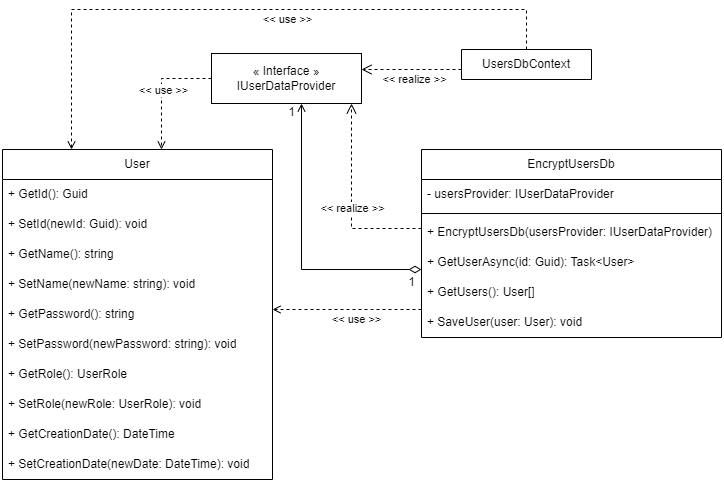 << use >>
« Interface »
IUserDataProvider
UsersDbContext
<< realize >>
<< use >>
1
User
+ GetId(): Guid
+ SetId(newId: Guid): void
+ GetName(): string
+ SetName(newName: string): void
+ GetPassword(): string
+ SetPassword(newPassword: string): void
+ GetRole(): UserRole
+ SetRole(newRole: UserRole): void
+ GetCreationDate(): DateTime
+ SetCreationDate(newDate: DateTime): void
<< realize >>
1
<< use >>
EncryptUsersDb
- usersProvider: IUserDataProvider
+ EncryptUsersDb(usersProvider: IUserDataProvider)
+ GetUserAsync(id: Guid): Task<User>
+ GetUsers(): User[]
+ SaveUser(user: User): void